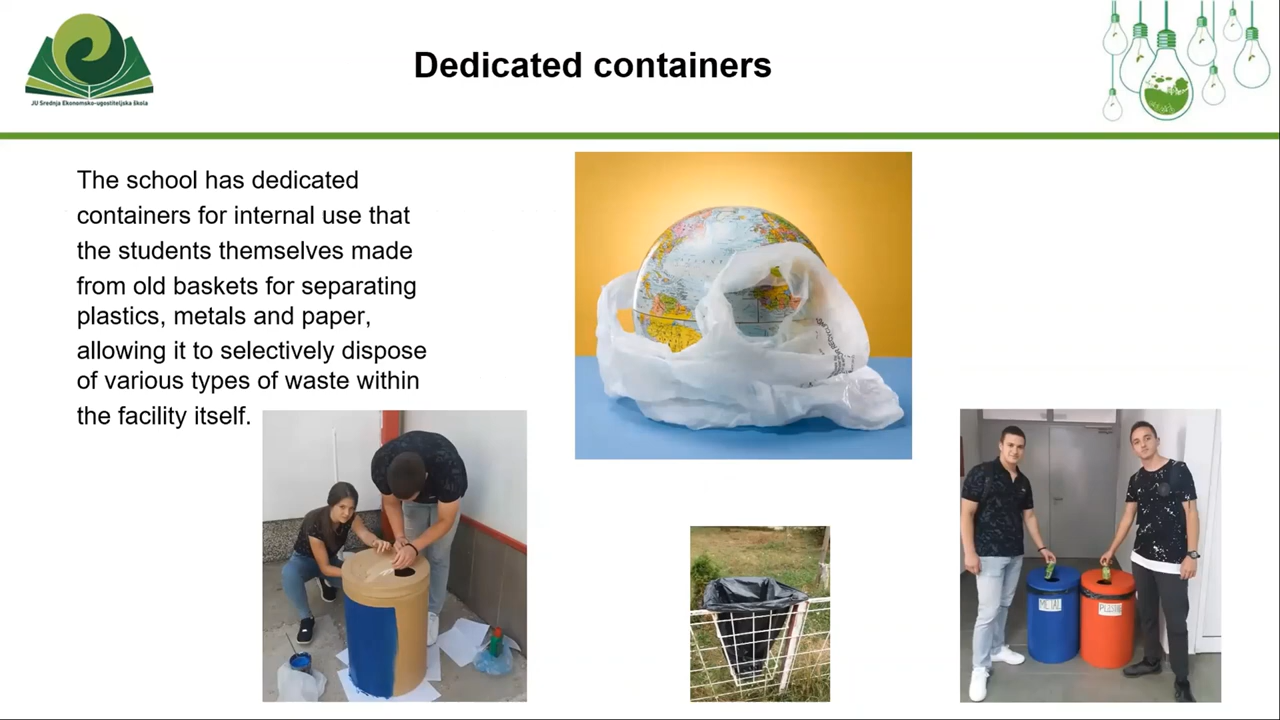 JU Srednja Ekonomsko-ugostiteljska škola
Dedicated containers
The school has dedicated
containers for internal use that
the students themselves made
from old baskets for separating
plastics, metals and paper,
allowing it to selectively dispose
of various types of waste within
the facility itself.
METAL